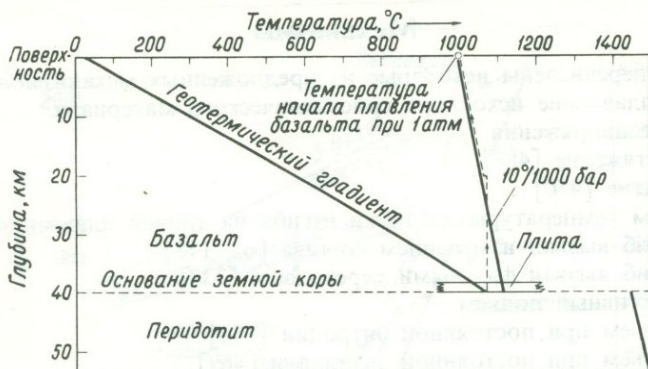 Температура, °C
0 200 400 600 800 1000 1200 1400
Поверх-
ность
Температура
начала плавления
базальта при 1 атм
Геотермический градиент
10
20
30
40
50
Глубина, км
10°/1000 бар
Базальт
Плита
Основание земной коры
Перидотит